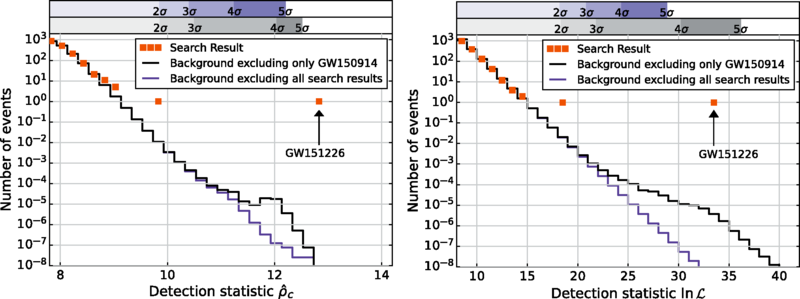 2σ 3σ 4σ 5σ
2σ 3σ 4σ 5σ
Search Result
Background excluding only GW150914
Background excluding all search results
GW151226
Number of events
10³
10²
10¹
10⁰
10⁻¹
10⁻²
10⁻³
10⁻⁴
10⁻⁵
10⁻⁶
10⁻⁷
10⁻⁸
8 10 12 14
Detection statistic ρ̂c
2σ 3σ 4σ 5σ
2σ 3σ 4σ 5σ
Search Result
Background excluding only GW150914
Background excluding all search results
GW151226
Number of events
10³
10²
10¹
10⁰
10⁻¹
10⁻²
10⁻³
10⁻⁴
10⁻⁵
10⁻⁶
10⁻⁷
10⁻⁸
10 15 20 25 30 35 40
Detection statistic ln ℒ